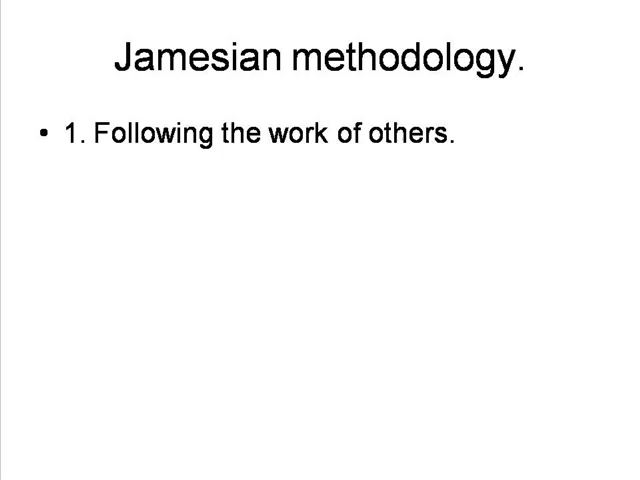 Jamesian methodology.
• 1. Following the work of others.